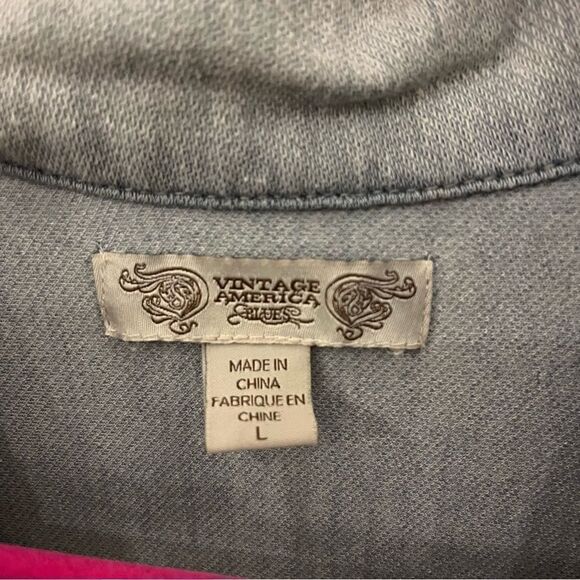 VINTAGE
AMERICA
BLUES
MADE IN
CHINA
FABRIQUE EN
CHINE
L